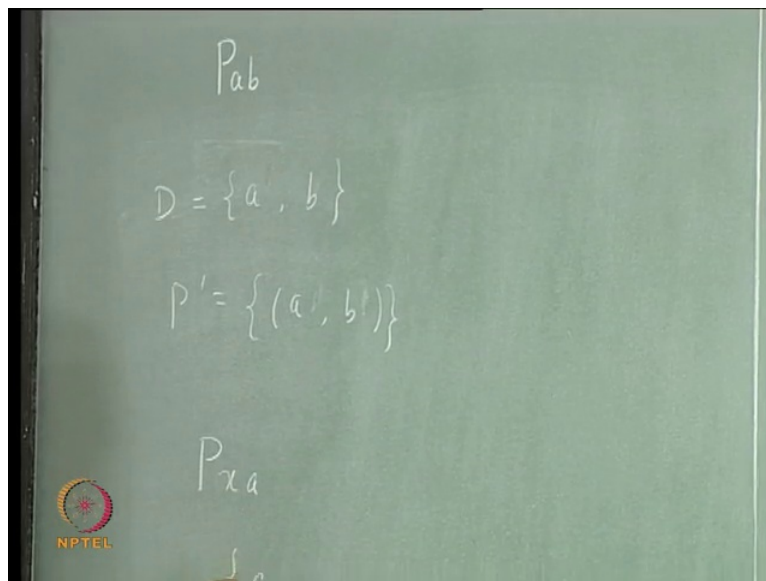 Pab
D = {a', b}
P' = {(a', b')}
Pxa
NPTEL